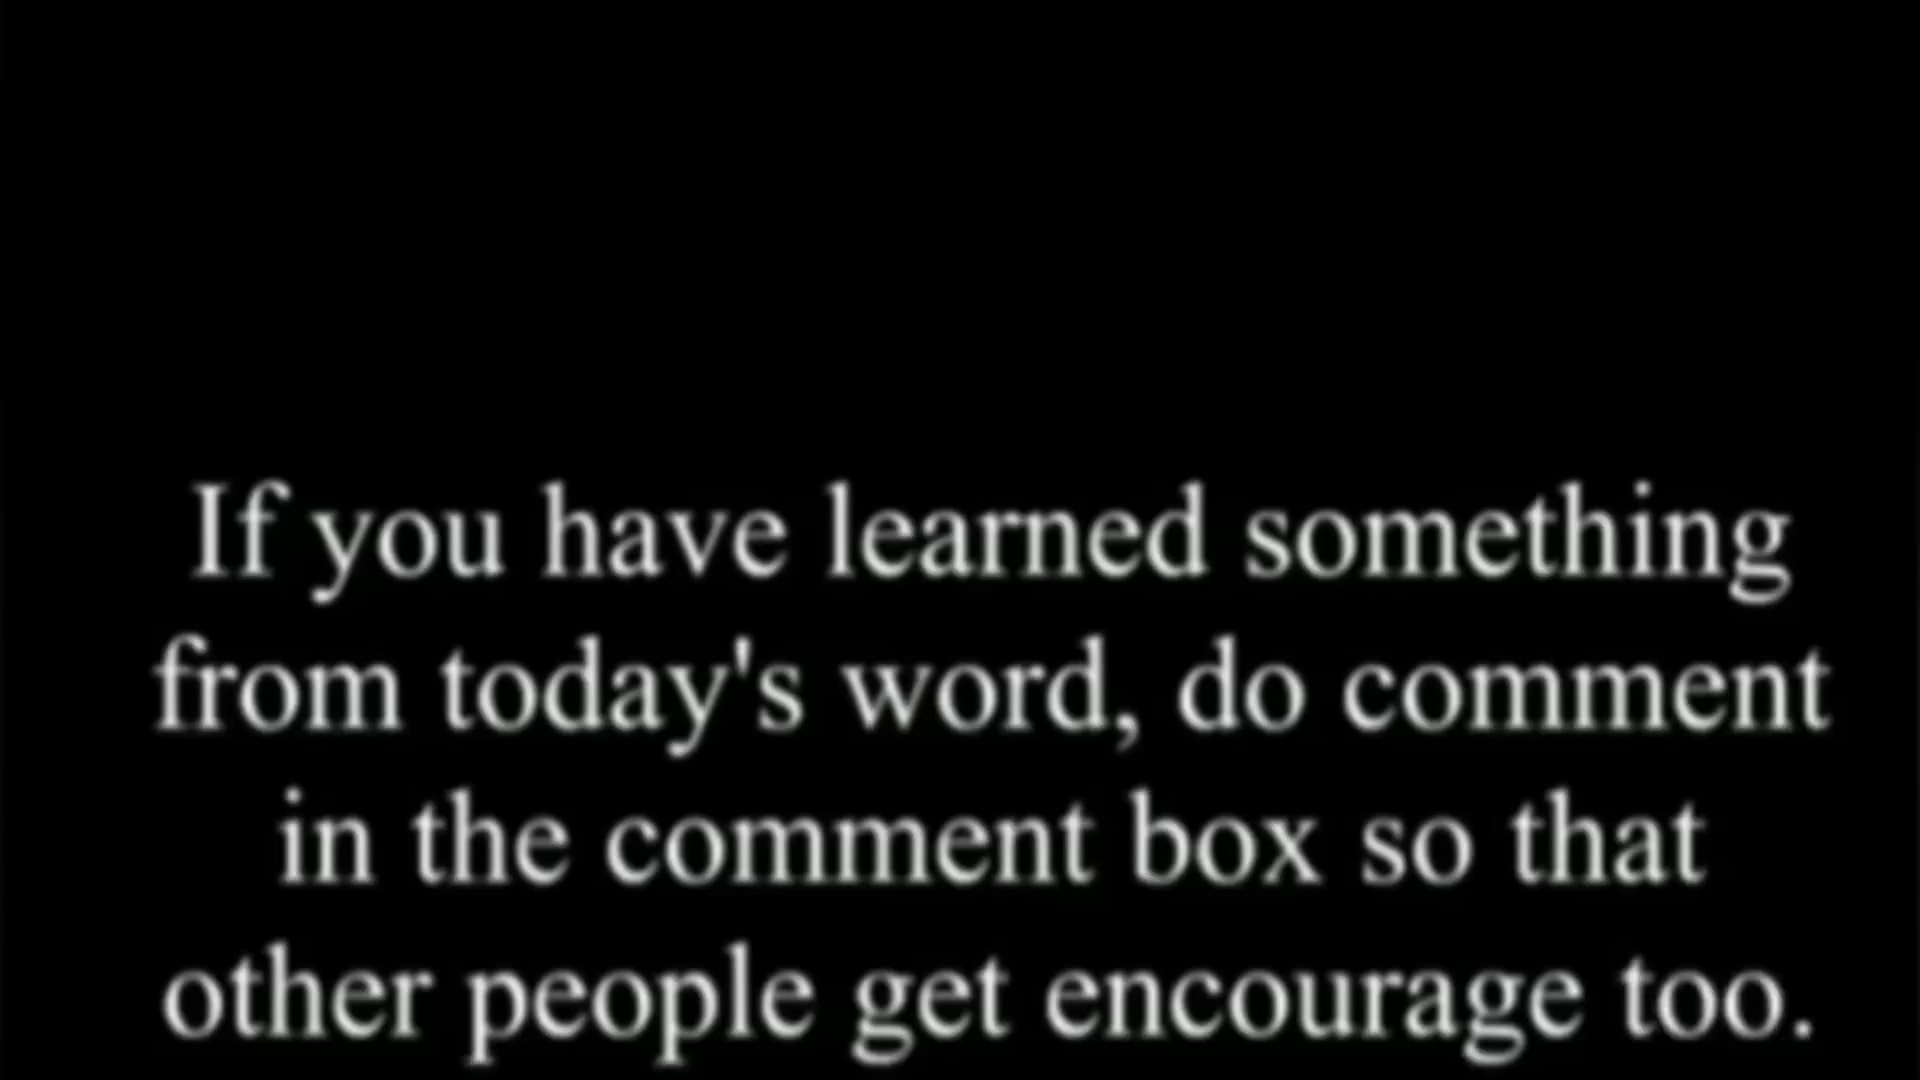 If you have learned something
from today's word, do comment
in the comment box so that
other people get encourage too.